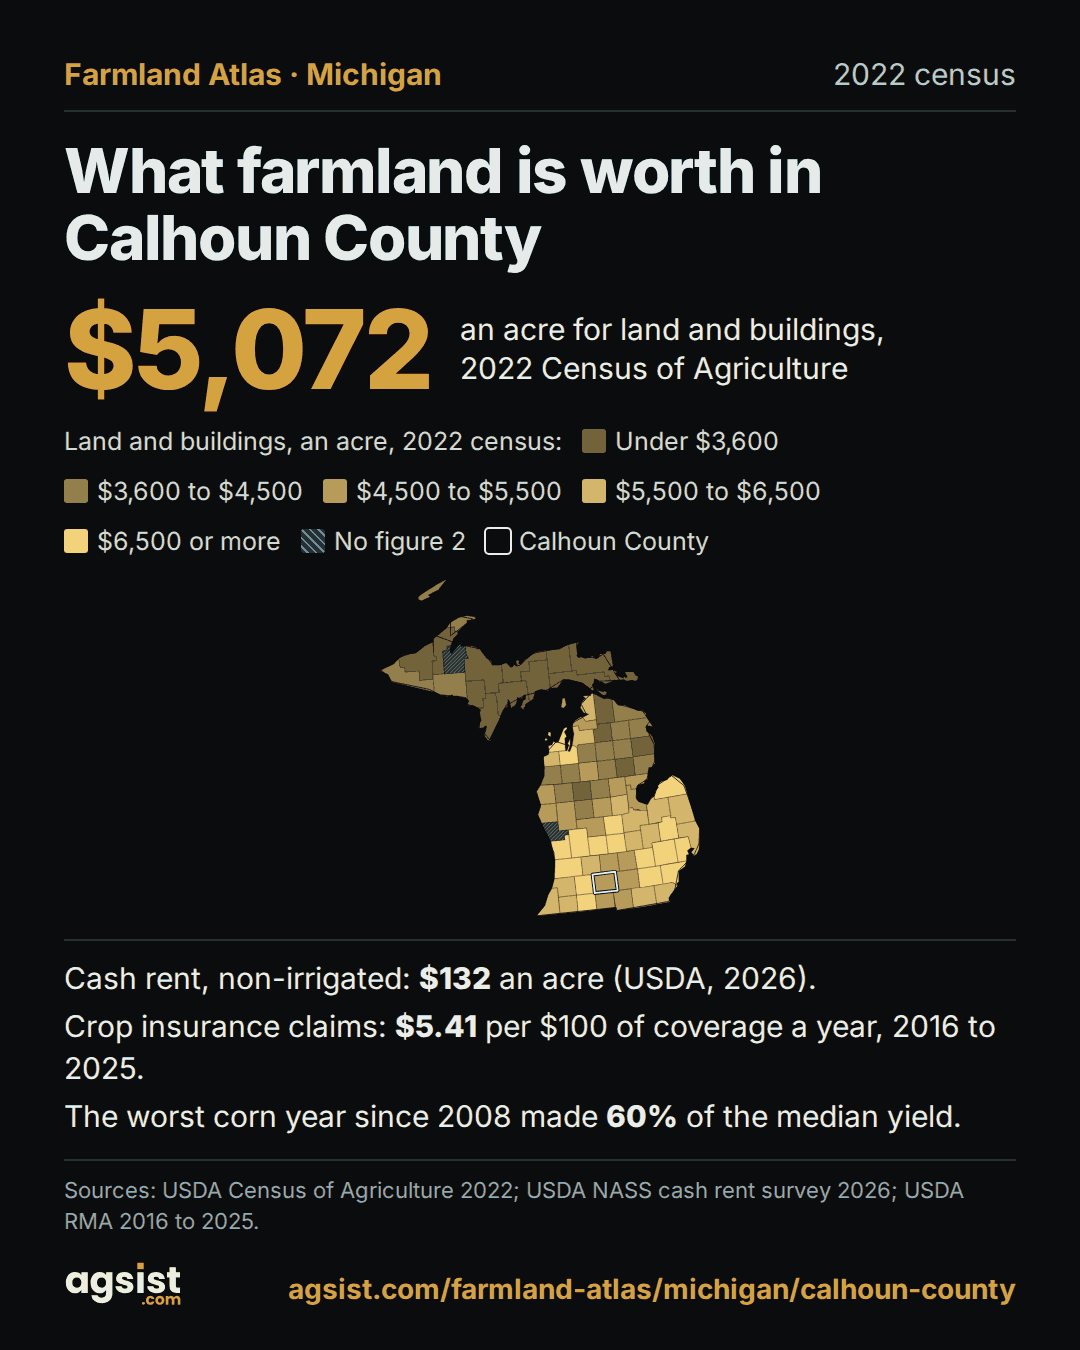 Farmland Atlas · Michigan
2022 census
What farmland is worth in
Calhoun County
$5,072
an acre for land and buildings,
2022 Census of Agriculture
Land and buildings, an acre, 2022 census: Under $3,600
$3,600 to $4,500 $4,500 to $5,500 $5,500 to $6,500
$6,500 or more No figure 2 Calhoun County
Cash rent, non-irrigated: $132 an acre (USDA, 2026).
Crop insurance claims: $5.41 per $100 of coverage a year, 2016 to
2025.
The worst corn year since 2008 made 60% of the median yield.
Sources: USDA Census of Agriculture 2022; USDA NASS cash rent survey 2026; USDA
RMA 2016 to 2025.
agsist
.com
agsist.com/farmland-atlas/michigan/calhoun-county